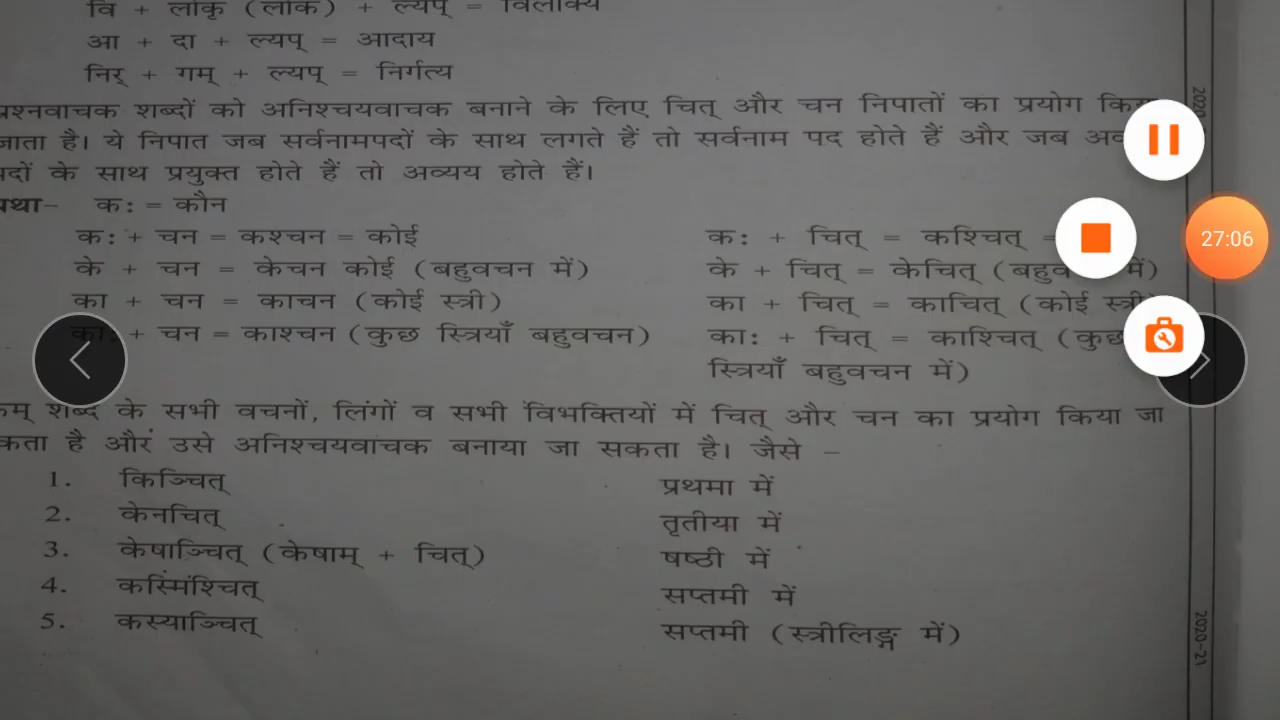 वि + लोकृ (लोक) + ल्यप् = विलोक्य
आ + दा + ल्यप् = आदाय
निर् + गम् + ल्यप् = निर्गत्य
प्रश्नवाचक शब्दों को अनिश्चयवाचक बनाने के लिए चित् और चन निपातों का प्रयोग किया
जाता है। ये निपात जब सर्वनामपदों के साथ लगते हैं तो सर्वनाम पद होते हैं और जब
पदों के साथ प्रयुक्त होते हैं तो अव्यय होते हैं।
यथा- कः = कौन
कः + चन = कश्चन = कोई
कः + चित् = कश्चित् =
के + चन = केचन कोई (बहुवचन में)
के + चित् = केचित् (बहुव में)
का + चन = काचन (कोई स्त्री)
का + चित् = काचित् (कोई स्त्री)
काः + चन = काश्चन (कुछ स्त्रियाँ बहुवचन)
काः + चित् = काश्चित् (कुछ
स्त्रियाँ बहुवचन में)
शब्द के सभी वचनों, लिंगों व सभी विभक्तियों में चित् और चन का प्रयोग किया जा
सकता है और उसे अनिश्चयवाचक बनाया जा सकता है। जैसे -
1. किञ्चित् प्रथमा में
2. केनचित् तृतीया में
3. केषाञ्चित् (केषाम् + चित्) षष्ठी में
4. कस्मिंश्चित् सप्तमी में
5. कस्याञ्चित् सप्तमी (स्त्रीलिङ्ग में)
27:06
2020-21